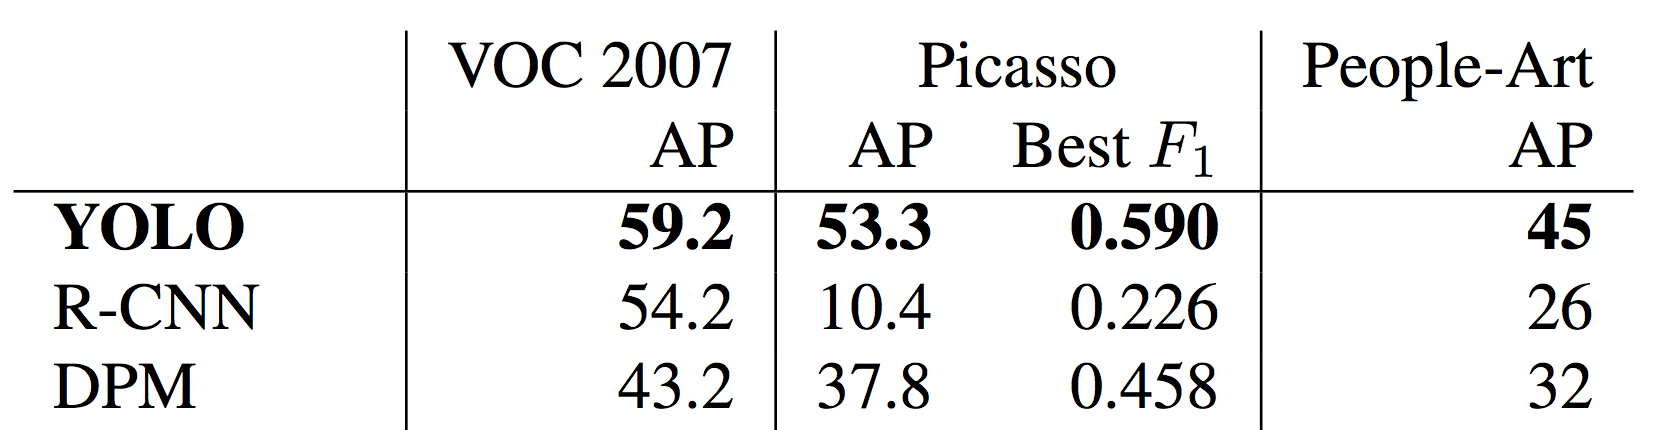 VOC 2007 Picasso People-Art
AP AP Best F1 AP
YOLO 59.2 53.3 0.590 45
R-CNN 54.2 10.4 0.226 26
DPM 43.2 37.8 0.458 32